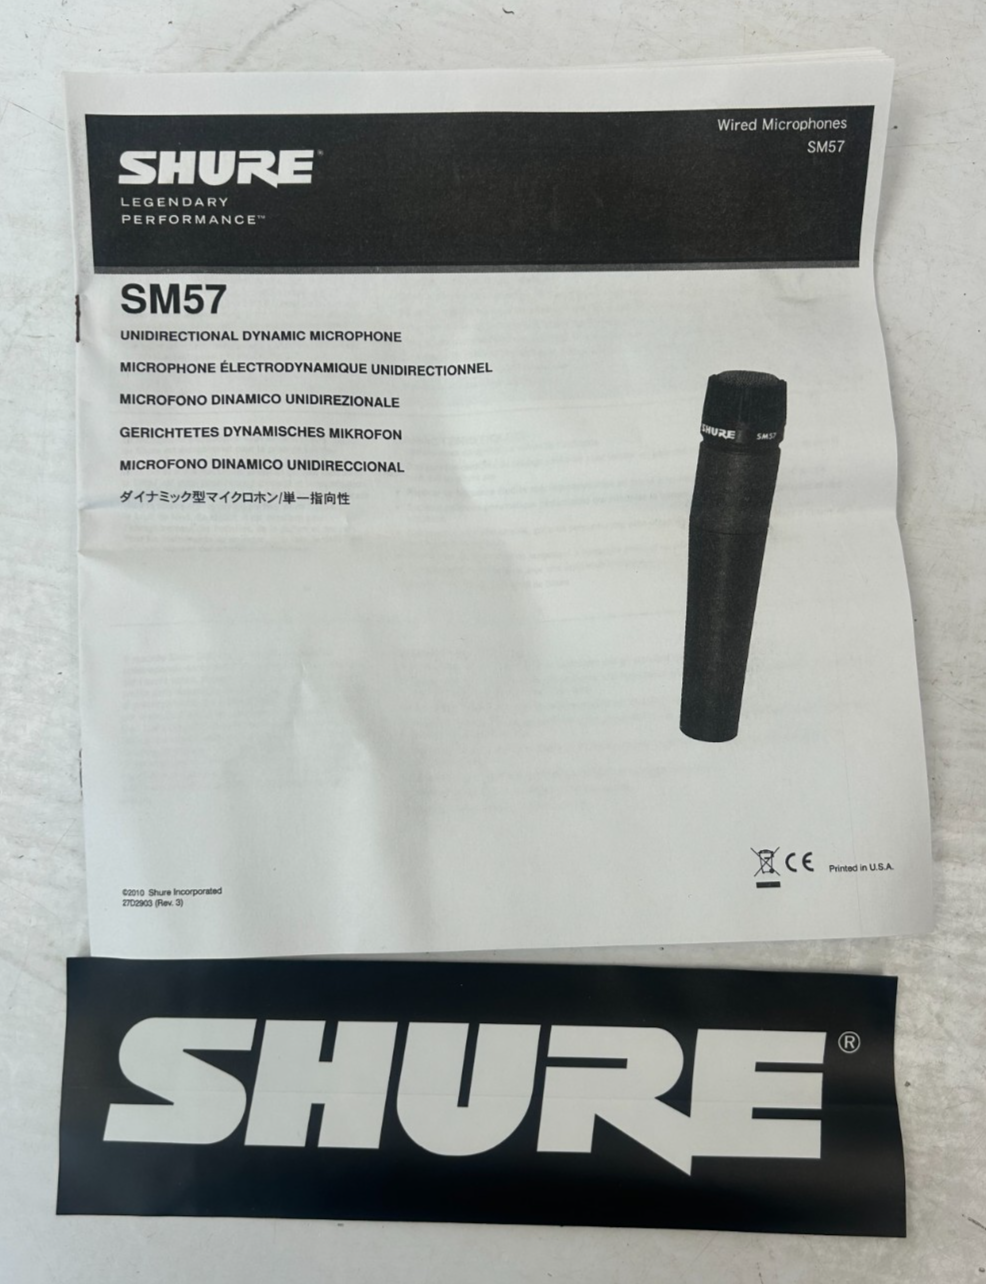 Wired Microphones
SM57
SHURE®
LEGENDARY
PERFORMANCE™
SM57
UNIDIRECTIONAL DYNAMIC MICROPHONE
MICROPHONE ÉLECTRODYNAMIQUE UNIDIRECTIONNEL
MICROFONO DINAMICO UNIDIREZIONALE
GERICHTETES DYNAMISCHES MIKROFON
MICROFONO DINAMICO UNIDIRECCIONAL
ダイナミック型マイクロホン/単一指向性
SHURE SM57
CE Printed in U.S.A.
©2010 Shure Incorporated
27D2903 (Rev. 3)
SHURE®